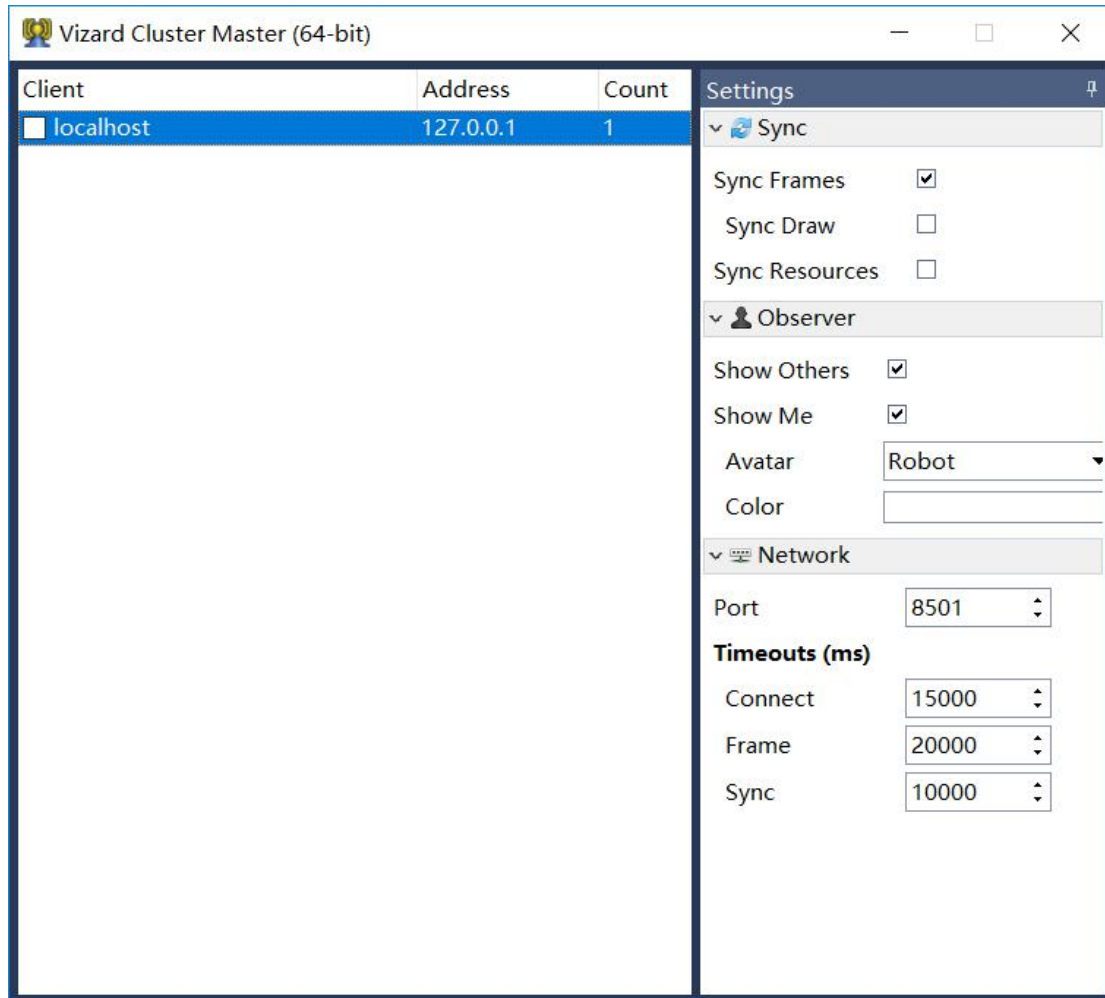 Vizard Cluster Master (64-bit)
Client Address Count
localhost 127.0.0.1 1
Settings
Sync
Sync Frames
Sync Draw
Sync Resources
Observer
Show Others
Show Me
Avatar Robot
Color
Network
Port 8501
Timeouts (ms)
Connect 15000
Frame 20000
Sync 10000